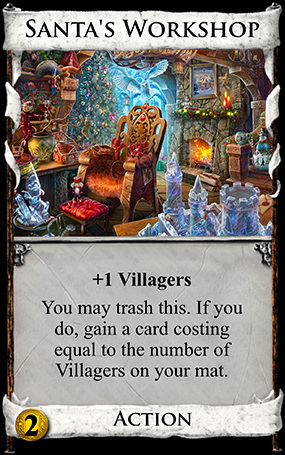 SANTA'S WORKSHOP
+1 Villagers
You may trash this. If you
do, gain a card costing
equal to the number of
Villagers on your mat.
2
ACTION